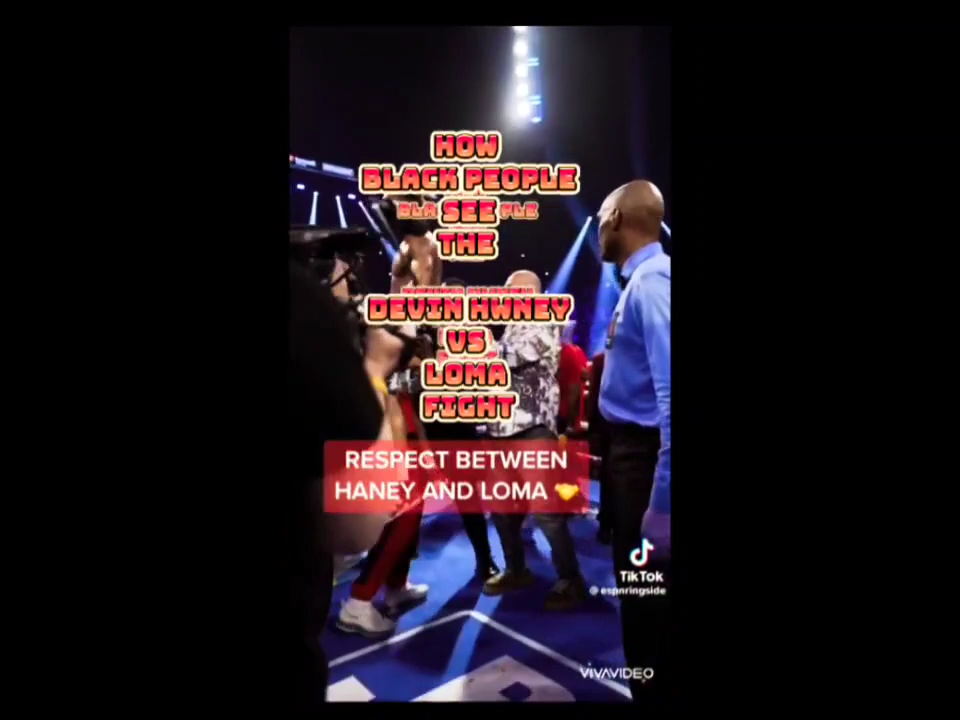 HOW
BLACK PEOPLE
SEE
THE
DEVIN HWNEY
VS
LOMA
FIGHT
RESPECT BETWEEN
HANEY AND LOMA 🤝
TikTok
@espnringside
VIVAVIDEO